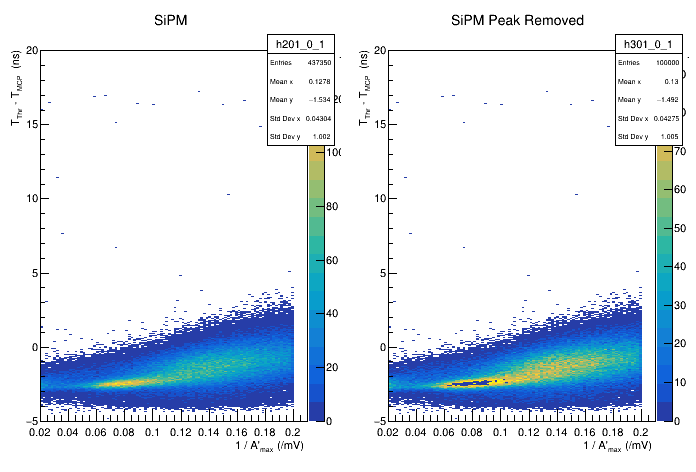 SiPM
h201_0_1
Entries 437350
Mean x 0.1278
Mean y −1.534
Std Dev x 0.04304
Std Dev y 1.002
T_Thr - T_MCP (ns)
20
15
10
5
0
−5
0.02 0.04 0.06 0.08 0.1 0.12 0.14 0.16 0.18 0.2
1 / A'_max (/mV)
100
80
60
40
20
0
SiPM Peak Removed
h301_0_1
Entries 100000
Mean x 0.13
Mean y −1.492
Std Dev x 0.04275
Std Dev y 1.005
T_Thr - T_MCP (ns)
20
15
10
5
0
−5
0.02 0.04 0.06 0.08 0.1 0.12 0.14 0.16 0.18 0.2
1 / A'_max (/mV)
70
60
50
40
30
20
10
0